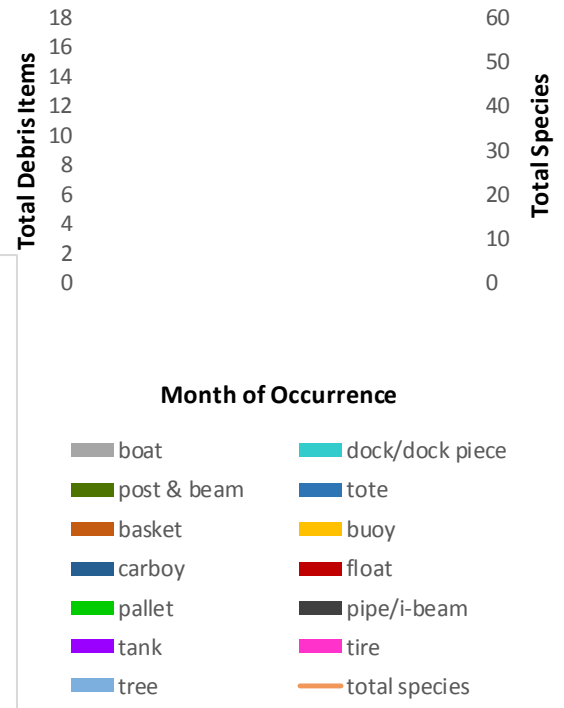 Total Debris Items
18
16
14
12
10
8
6
4
2
0
60
50
40
30
20
10
0
Total Species
Month of Occurrence
boat
dock/dock piece
post & beam
tote
basket
buoy
carboy
float
pallet
pipe/i-beam
tank
tire
tree
total species